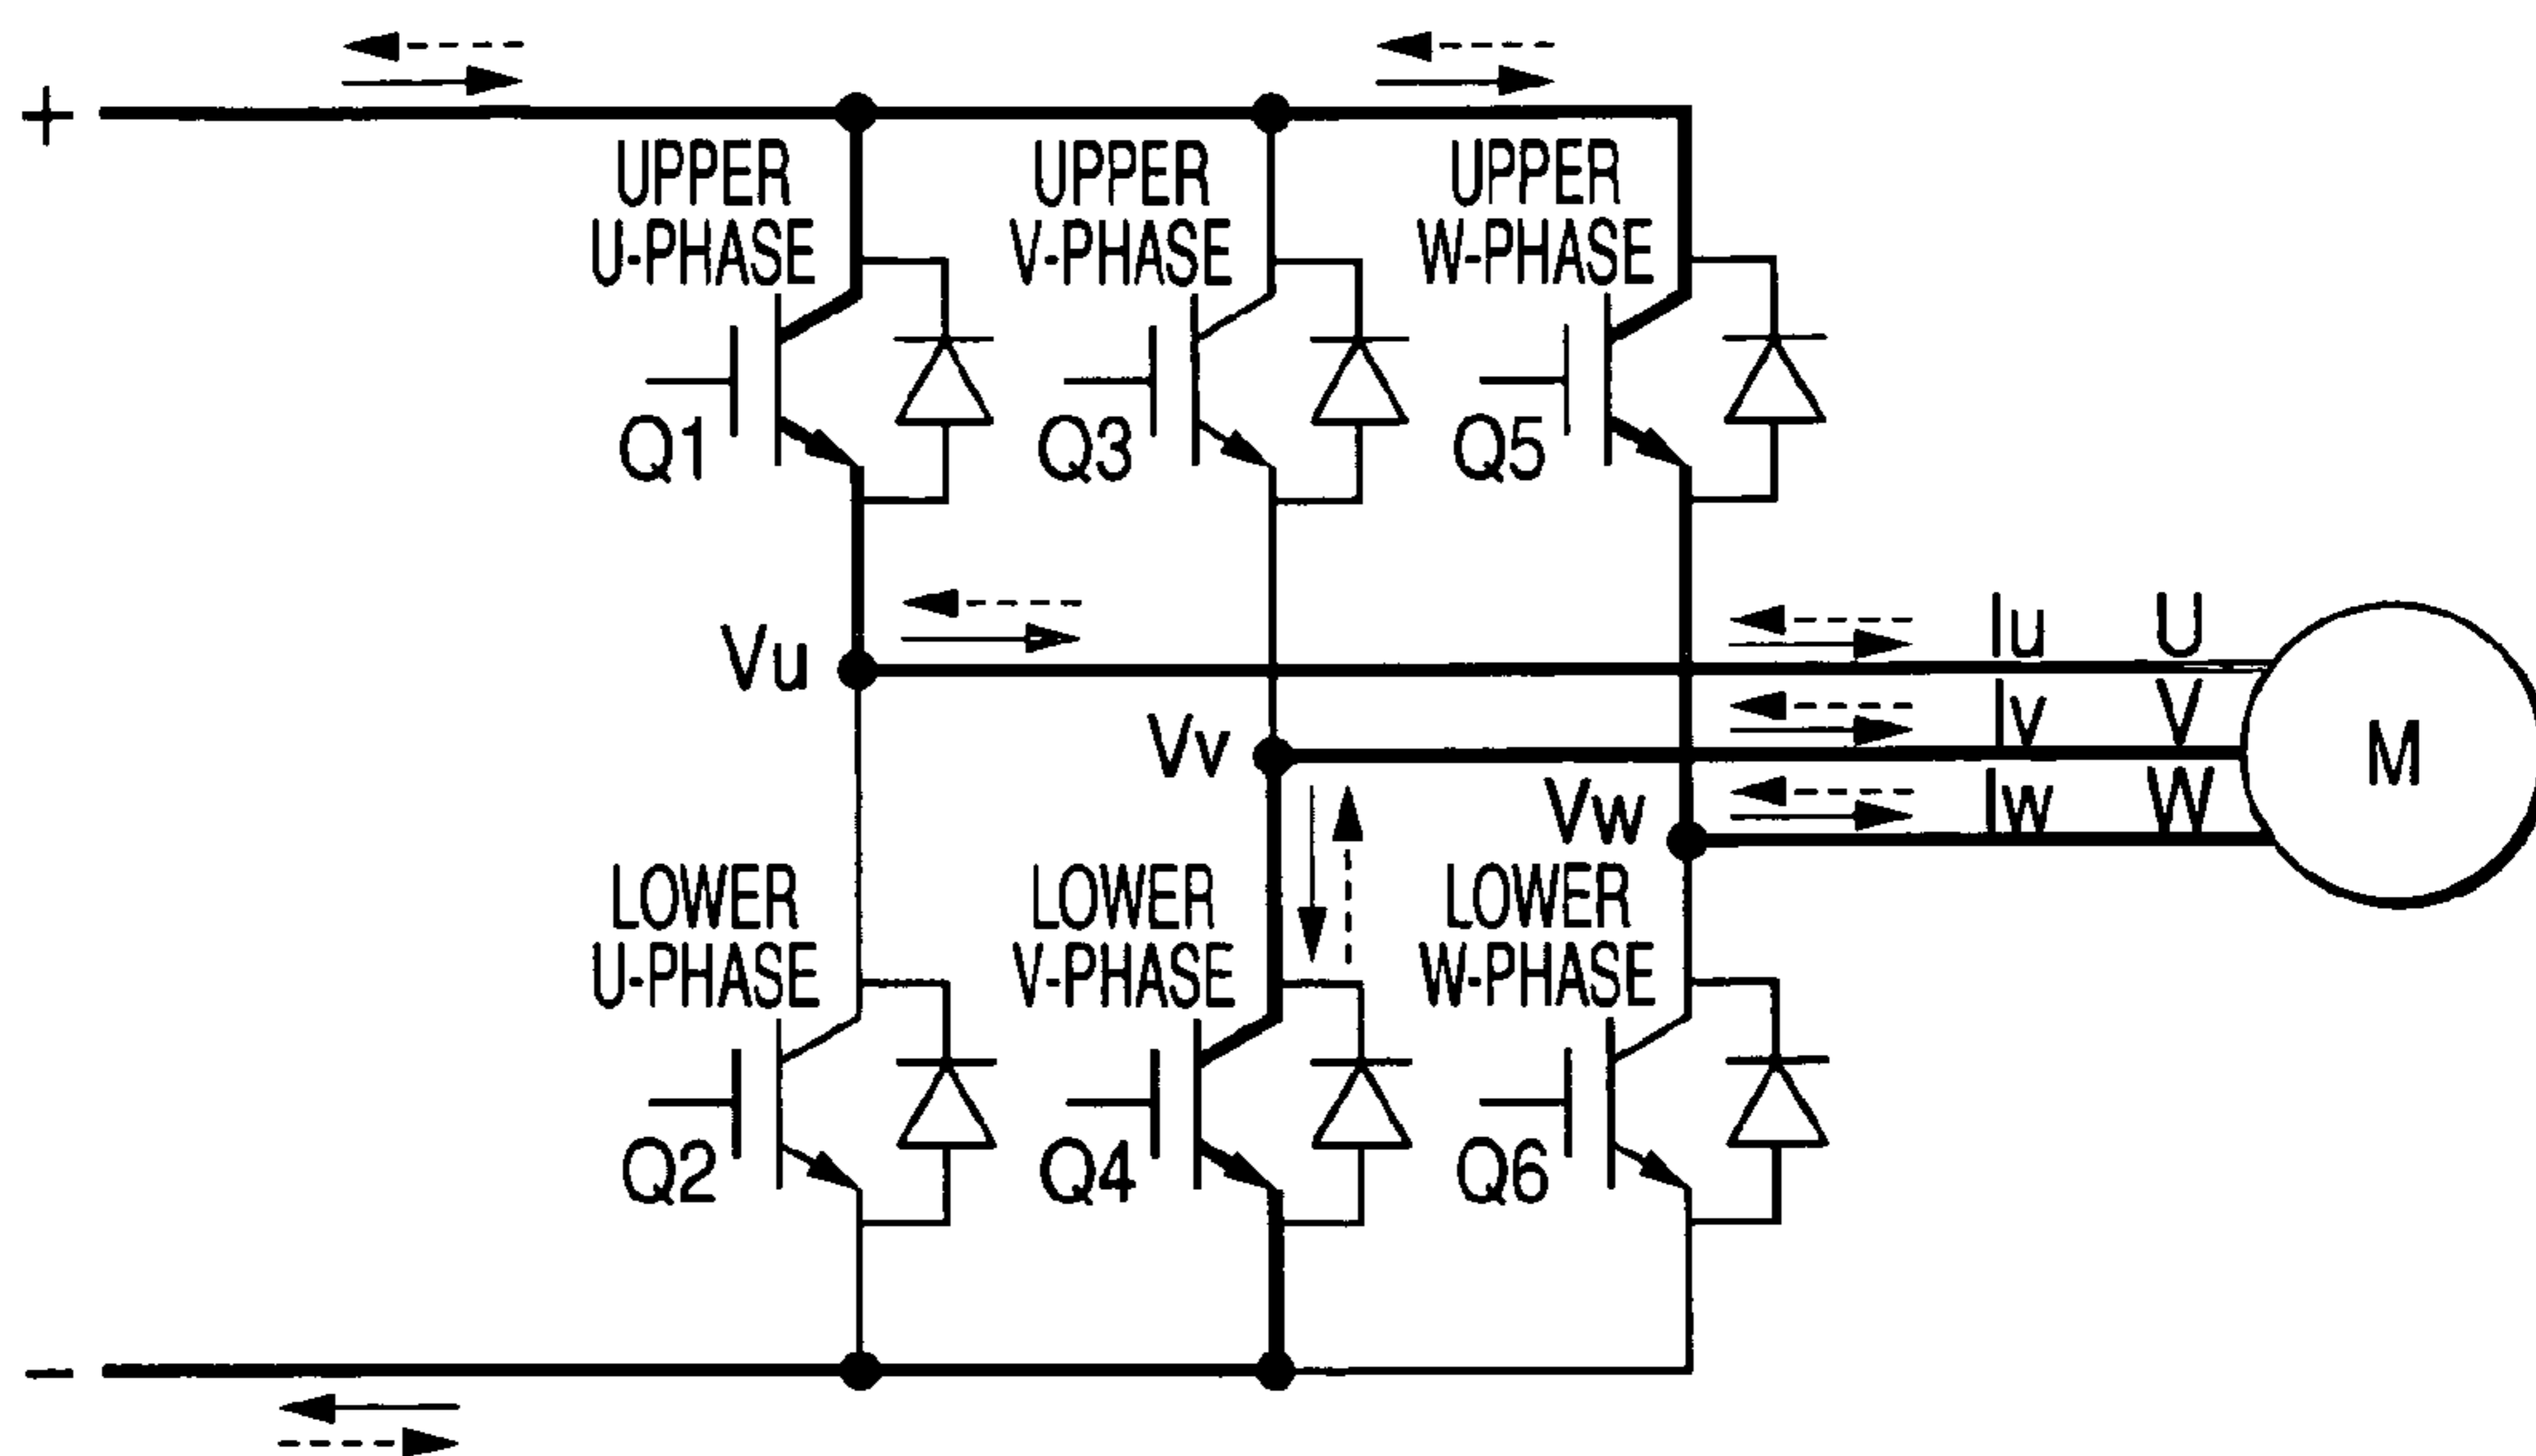 +
UPPER
U-PHASE
UPPER
V-PHASE
UPPER
W-PHASE
Q1
Q3
Q5
Vu
Iu U
Vv
Iv V
M
Vw
Iw W
LOWER
U-PHASE
LOWER
V-PHASE
LOWER
W-PHASE
Q2
Q4
Q6
−